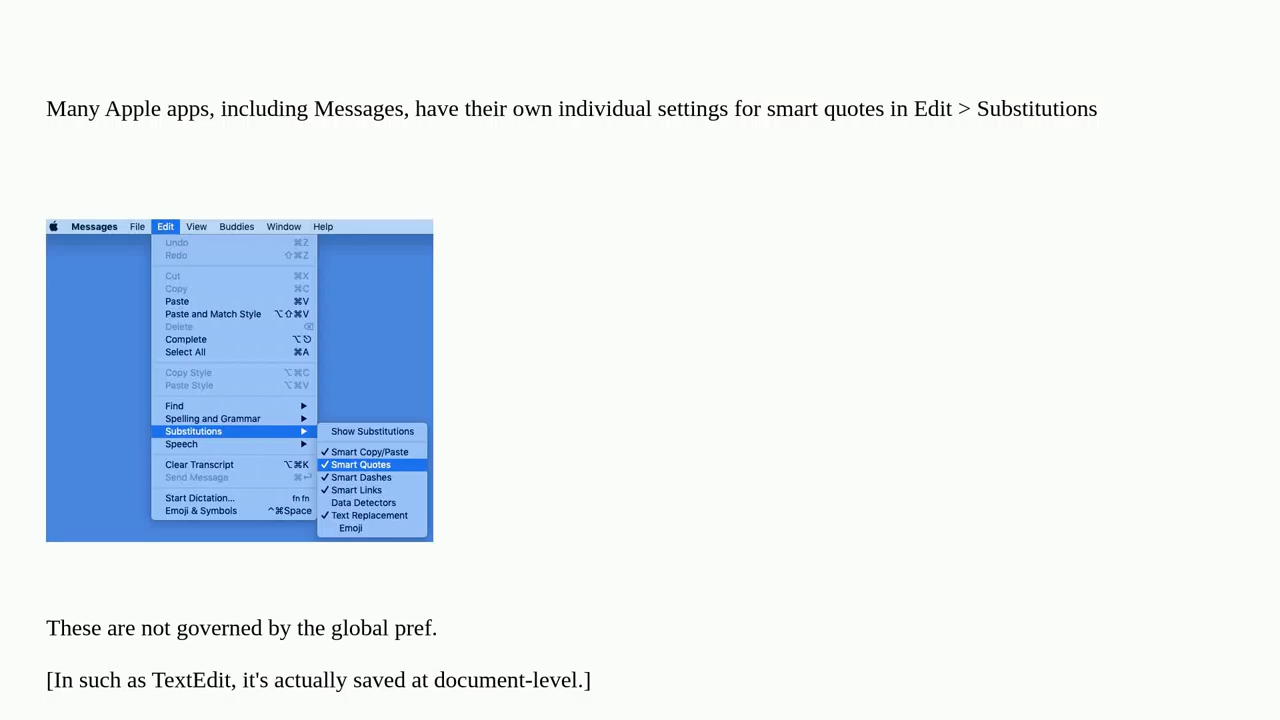 Many Apple apps, including Messages, have their own individual settings for smart quotes in Edit > Substitutions
Messages File Edit View Buddies Window Help
Undo ⌘Z
Redo ⇧⌘Z
Cut ⌘X
Copy ⌘C
Paste ⌘V
Paste and Match Style ⌥⇧⌘V
Delete ⌫
Complete ⌥⎋
Select All ⌘A
Copy Style ⌥⌘C
Paste Style ⌥⌘V
Find ▶
Spelling and Grammar ▶
Substitutions ▶
Speech ▶
Clear Transcript ⌥⌘K
Send Message ⌘↩
Start Dictation... fn fn
Emoji & Symbols ^⌘Space
Show Substitutions
✓ Smart Copy/Paste
✓ Smart Quotes
✓ Smart Dashes
✓ Smart Links
Data Detectors
✓ Text Replacement
Emoji
These are not governed by the global pref.
[In such as TextEdit, it's actually saved at document-level.]